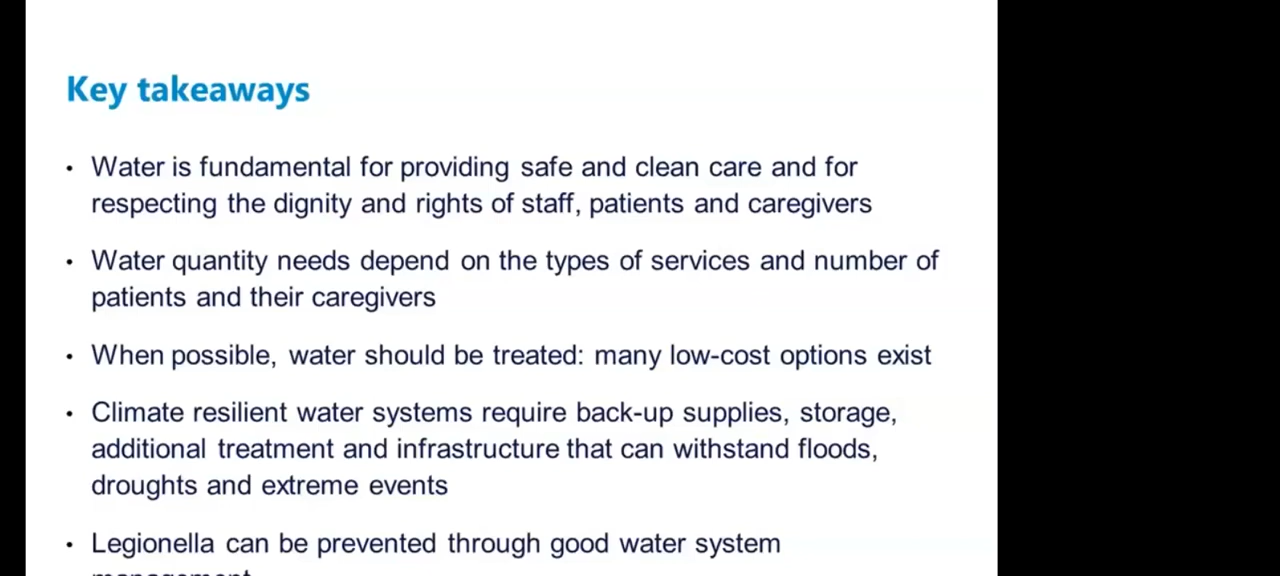 Key takeaways
• Water is fundamental for providing safe and clean care and for
respecting the dignity and rights of staff, patients and caregivers
• Water quantity needs depend on the types of services and number of
patients and their caregivers
• When possible, water should be treated: many low-cost options exist
• Climate resilient water systems require back-up supplies, storage,
additional treatment and infrastructure that can withstand floods,
droughts and extreme events
• Legionella can be prevented through good water system
management